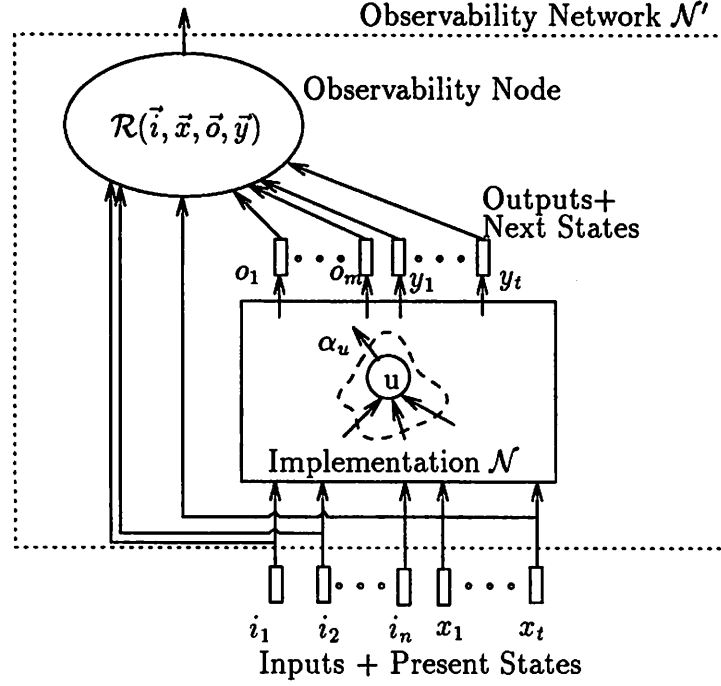 Observability Network 𝒩′
Observability Node
ℛ(i⃗, x⃗, o⃗, y⃗)
Outputs+
Next States
o₁ oₘ y₁ yₜ
αᵤ
u
Implementation 𝒩
i₁ i₂ iₙ x₁ xₜ
Inputs + Present States